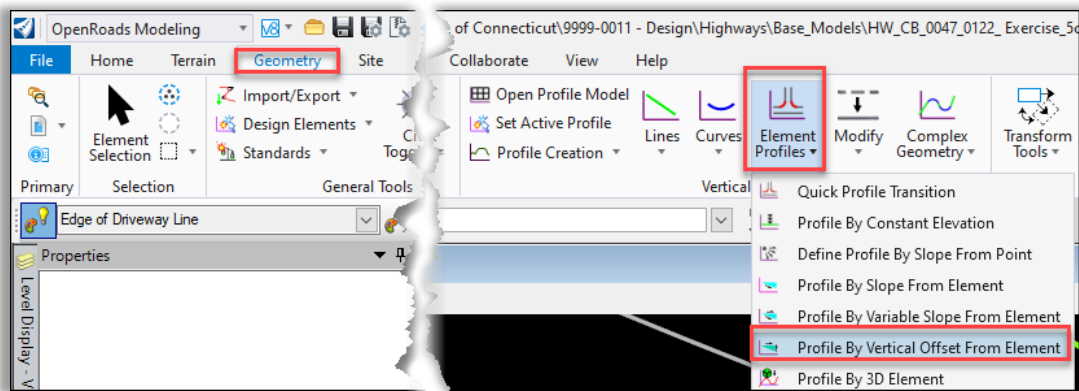 OpenRoads Modeling of Connecticut\9999-0011 - Design\Highways\Base_Models\HW_CB_0047_0122_ Exercise_5
File Home Terrain Geometry Site Collaborate View Help
Element Selection
Import/Export
Design Elements
Standards
Open Profile Model
Set Active Profile
Profile Creation
Lines Curves Element Profiles Modify Complex Geometry Transform Tools
Primary Selection General Tools Vertical
Edge of Driveway Line
Properties
Level Display - V
Quick Profile Transition
Profile By Constant Elevation
Define Profile By Slope From Point
Profile By Slope From Element
Profile By Variable Slope From Element
Profile By Vertical Offset From Element
Profile By 3D Element